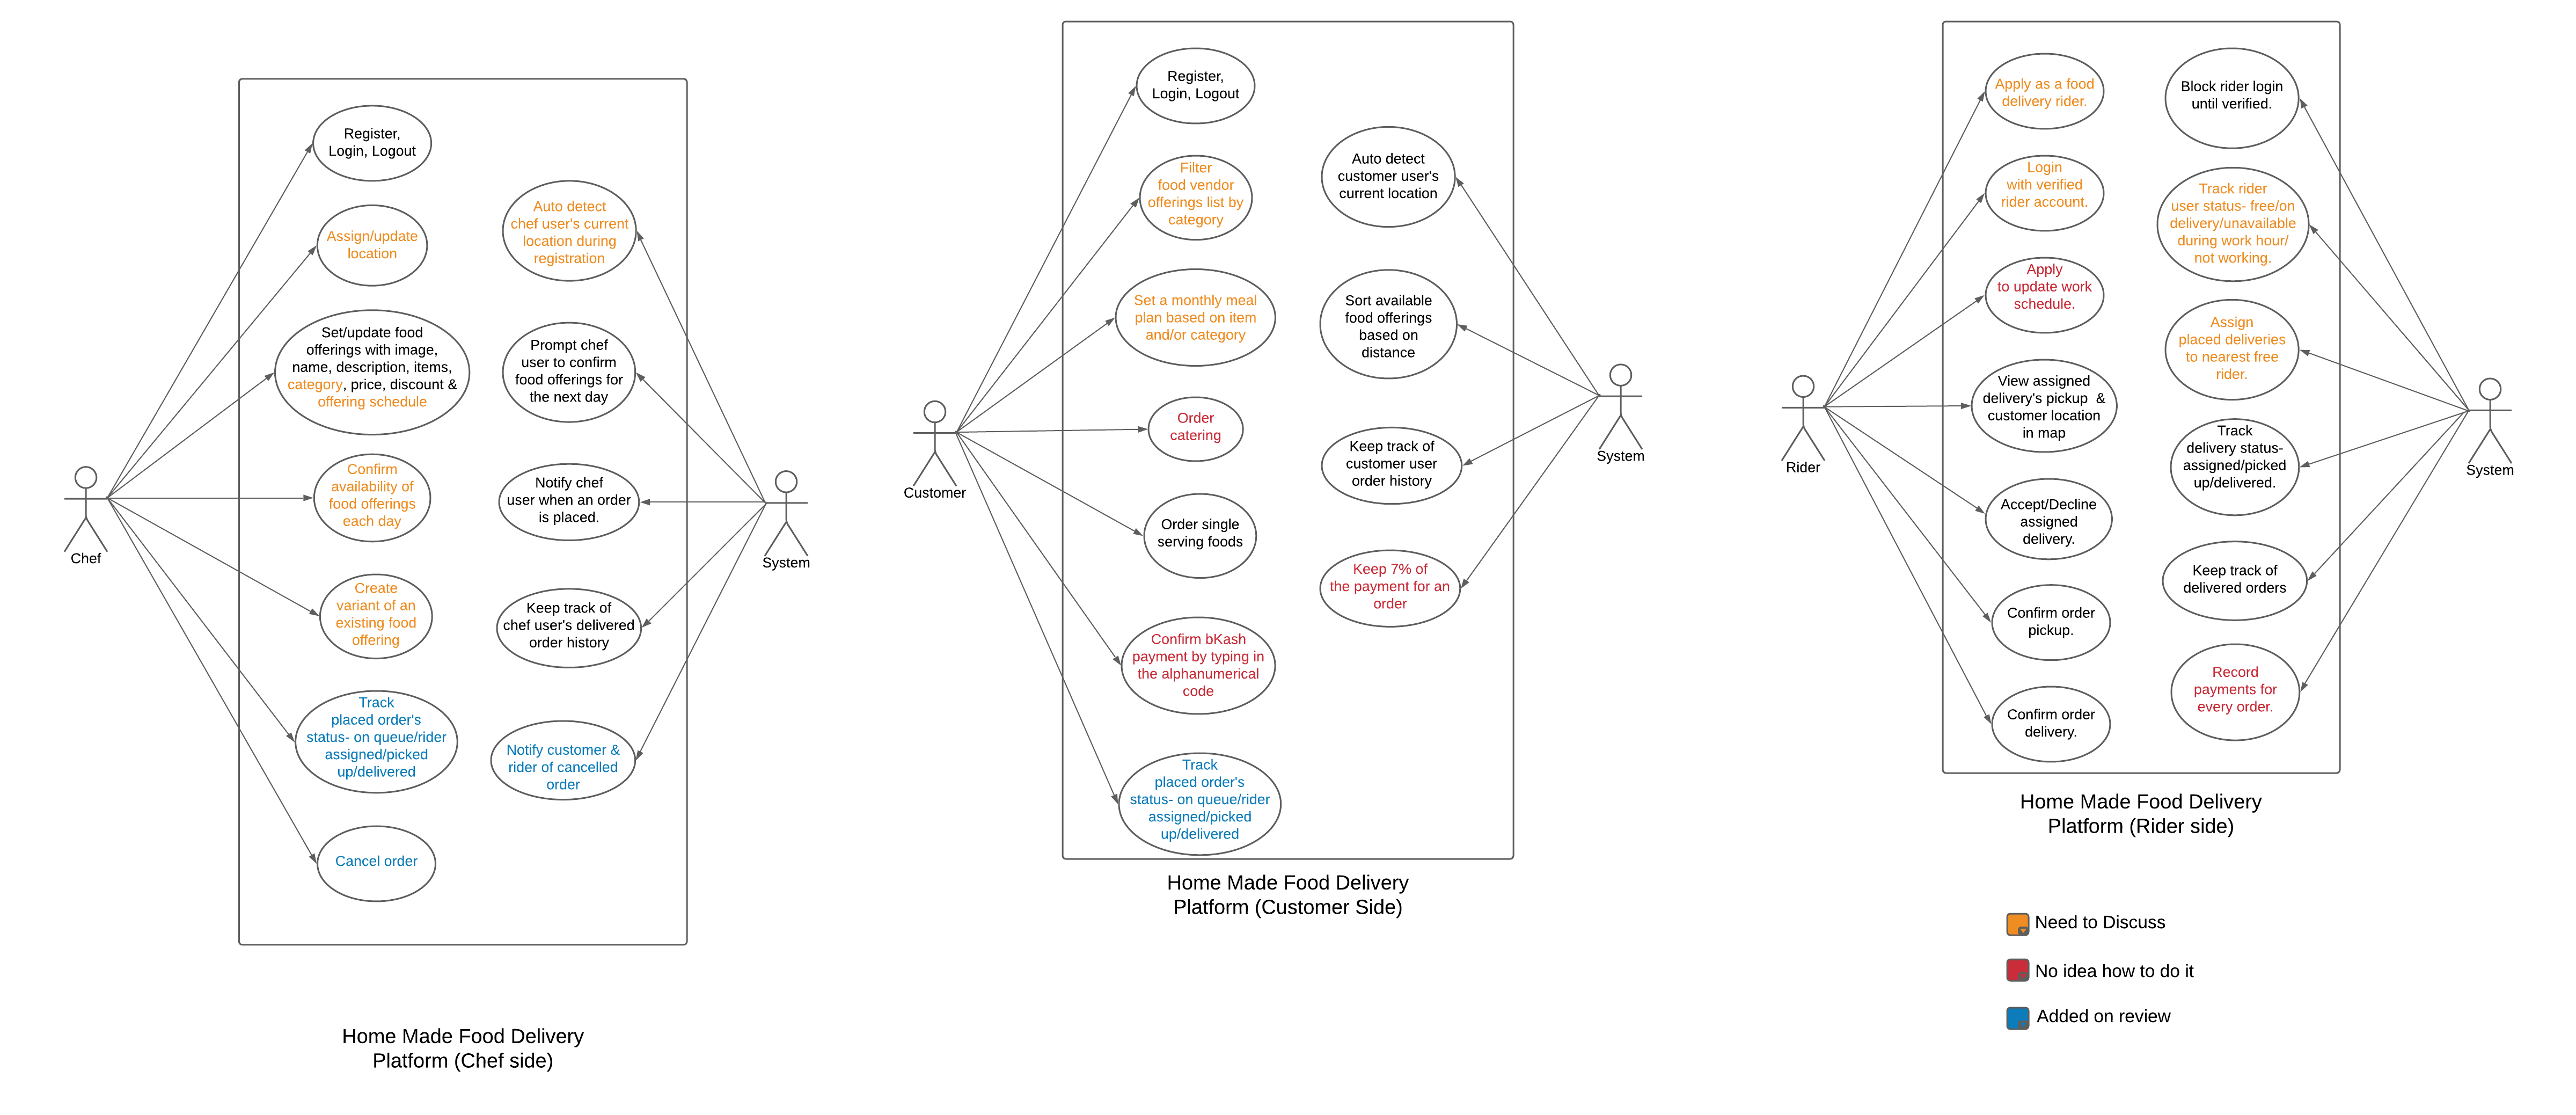 Register,
Login, Logout
Assign/update
location
Set/update food
offerings with image,
name, description, items,
category, price, discount &
offering schedule
Confirm
availability of
food offerings
each day
Create
variant of an
existing food
offering
Track
placed order's
status- on queue/rider
assigned/picked
up/delivered
Cancel order
Auto detect
chef user's current
location during
registration
Prompt chef
user to confirm
food offerings for
the next day
Notify chef
user when an order
is placed.
Keep track of
chef user's delivered
order history
Notify customer &
rider of cancelled
order
Chef
System
Home Made Food Delivery
Platform (Chef side)
Register,
Login, Logout
Filter
food vendor
offerings list by
category
Set a monthly meal
plan based on item
and/or category
Order
catering
Order single
serving foods
Confirm bKash
payment by typing in
the alphanumerical
code
Track
placed order's
status- on queue/rider
assigned/picked
up/delivered
Auto detect
customer user's
current location
Sort available
food offerings
based on
distance
Keep track of
customer user
order history
Keep 7% of
the payment for an
order
Customer
System
Home Made Food Delivery
Platform (Customer Side)
Apply as a food
delivery rider.
Login
with verified
rider account.
Apply
to update work
schedule.
View assigned
delivery's pickup &
customer location
in map
Accept/Decline
assigned
delivery.
Confirm order
pickup.
Confirm order
delivery.
Block rider login
until verified.
Track rider
user status- free/on
delivery/unavailable
during work hour/
not working.
Assign
placed deliveries
to nearest free
rider.
Track
delivery status-
assigned/picked
up/delivered.
Keep track of
delivered orders
Record
payments for
every order.
Rider
System
Home Made Food Delivery
Platform (Rider side)
Need to Discuss
No idea how to do it
Added on review